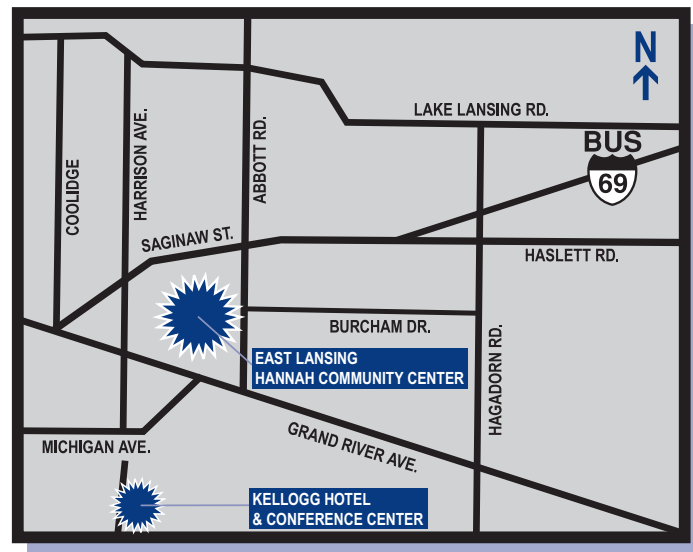 N
LAKE LANSING RD.
BUS
69
COOLIDGE
HARRISON AVE.
ABBOTT RD.
SAGINAW ST.
HASLETT RD.
BURCHAM DR.
EAST LANSING
HANNAH COMMUNITY CENTER
HAGADORN RD.
MICHIGAN AVE.
GRAND RIVER AVE.
KELLOGG HOTEL
& CONFERENCE CENTER